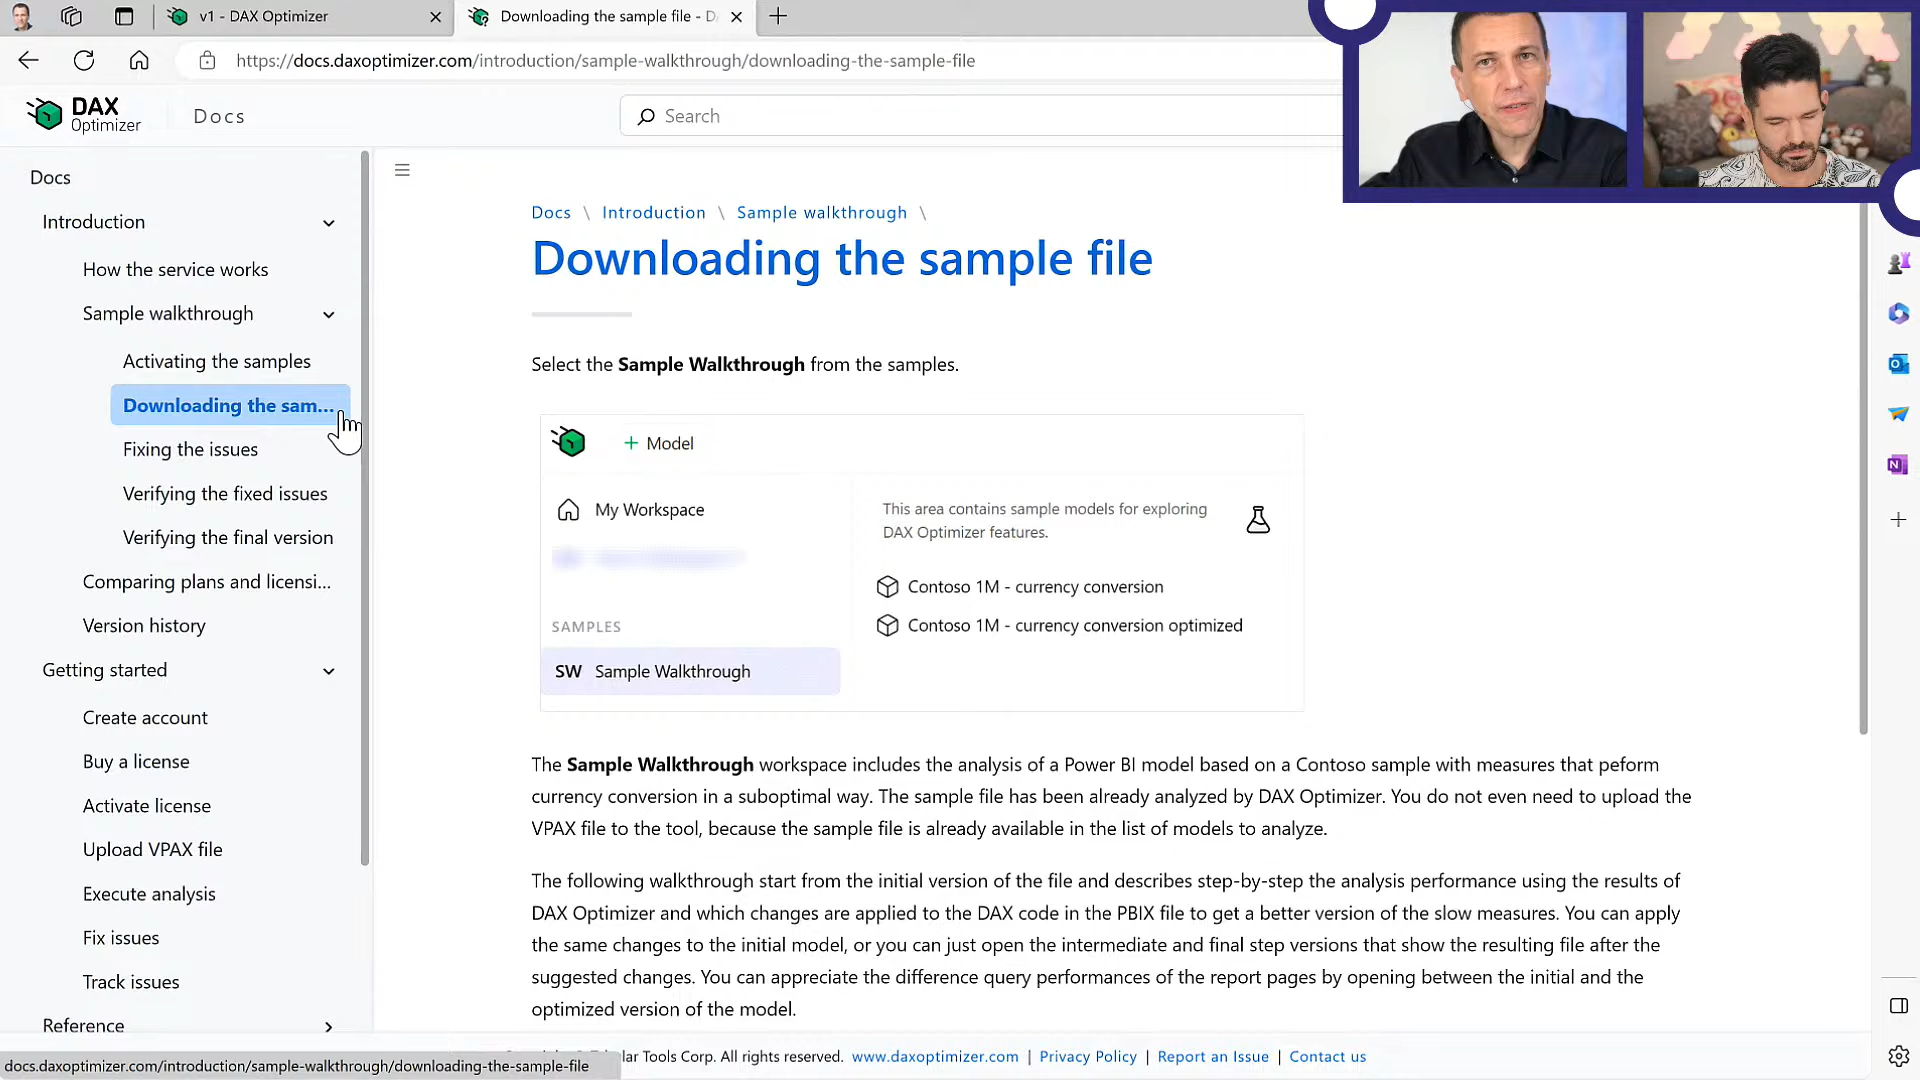 v1 - DAX Optimizer
Downloading the sample file - D
https://docs.daxoptimizer.com/introduction/sample-walkthrough/downloading-the-sample-file
DAX
Optimizer
Docs
Search
Docs
Introduction
How the service works
Sample walkthrough
Activating the samples
Downloading the sam...
Fixing the issues
Verifying the fixed issues
Verifying the final version
Comparing plans and licensi...
Version history
Getting started
Create account
Buy a license
Activate license
Upload VPAX file
Execute analysis
Fix issues
Track issues
Reference
Docs \ Introduction \ Sample walkthrough \
Downloading the sample file
Select the Sample Walkthrough from the samples.
+ Model
My Workspace
SAMPLES
SW Sample Walkthrough
This area contains sample models for exploring
DAX Optimizer features.
Contoso 1M - currency conversion
Contoso 1M - currency conversion optimized
The Sample Walkthrough workspace includes the analysis of a Power BI model based on a Contoso sample with measures that peform
currency conversion in a suboptimal way. The sample file has been already analyzed by DAX Optimizer. You do not even need to upload the
VPAX file to the tool, because the sample file is already available in the list of models to analyze.
The following walkthrough start from the initial version of the file and describes step-by-step the analysis performance using the results of
DAX Optimizer and which changes are applied to the DAX code in the PBIX file to get a better version of the slow measures. You can apply
the same changes to the initial model, or you can just open the intermediate and final step versions that show the resulting file after the
suggested changes. You can appreciate the difference query performances of the report pages by opening between the initial and the
optimized version of the model.
Tools Corp. All rights reserved. www.daxoptimizer.com | Privacy Policy | Report an Issue | Contact us
docs.daxoptimizer.com/introduction/sample-walkthrough/downloading-the-sample-file